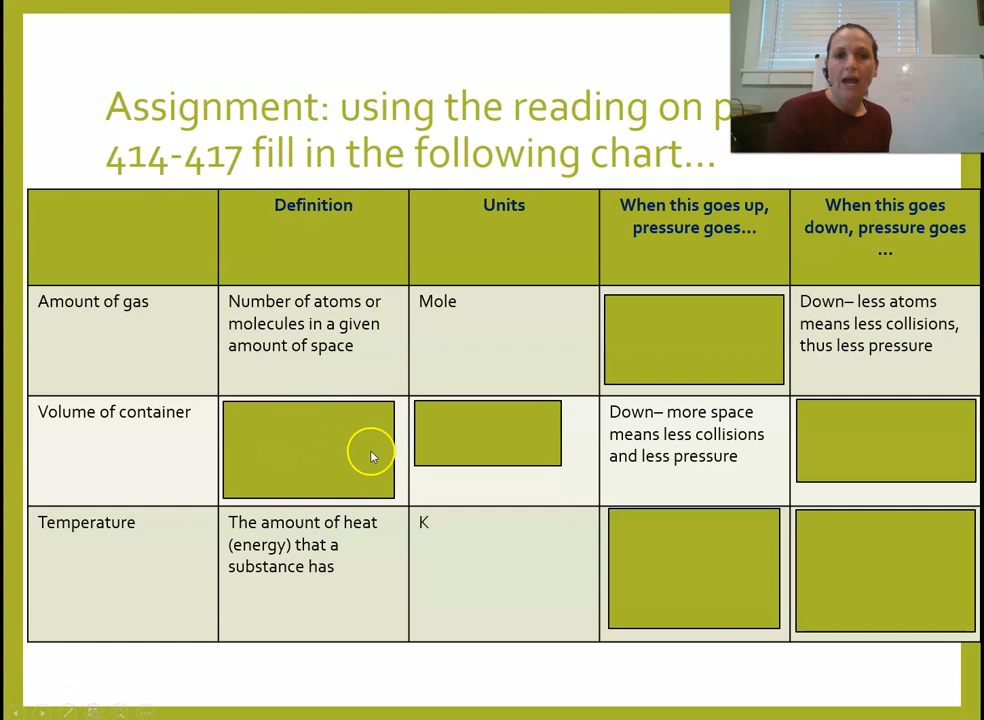 Assignment: using the reading on p
414-417 fill in the following chart...
Definition
Units
When this goes up,
pressure goes...
When this goes
down, pressure goes
...
Amount of gas
Number of atoms or
molecules in a given
amount of space
Mole
Down– less atoms
means less collisions,
thus less pressure
Volume of container
Down– more space
means less collisions
and less pressure
Temperature
The amount of heat
(energy) that a
substance has
K